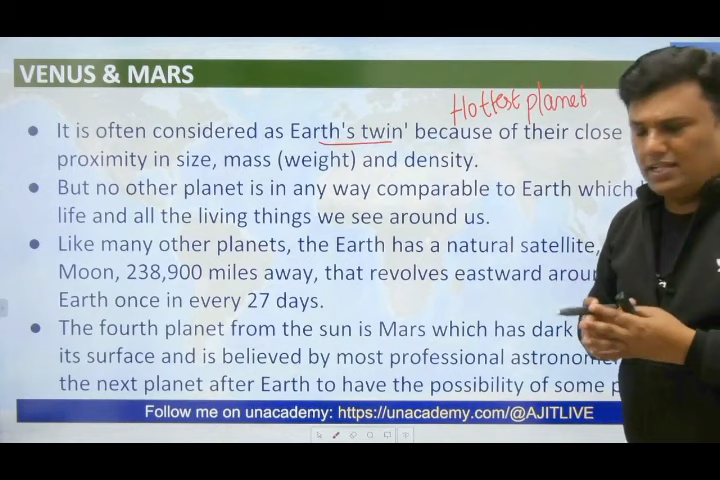 VENUS & MARS
Hottest planet
● It is often considered as Earth's twin' because of their close
proximity in size, mass (weight) and density.
● But no other planet is in any way comparable to Earth which
life and all the living things we see around us.
● Like many other planets, the Earth has a natural satellite,
Moon, 238,900 miles away, that revolves eastward arou
Earth once in every 27 days.
● The fourth planet from the sun is Mars which has dark
its surface and is believed by most professional astronome
the next planet after Earth to have the possibility of some p
Follow me on unacademy: https://unacademy.com/@AJITLIVE